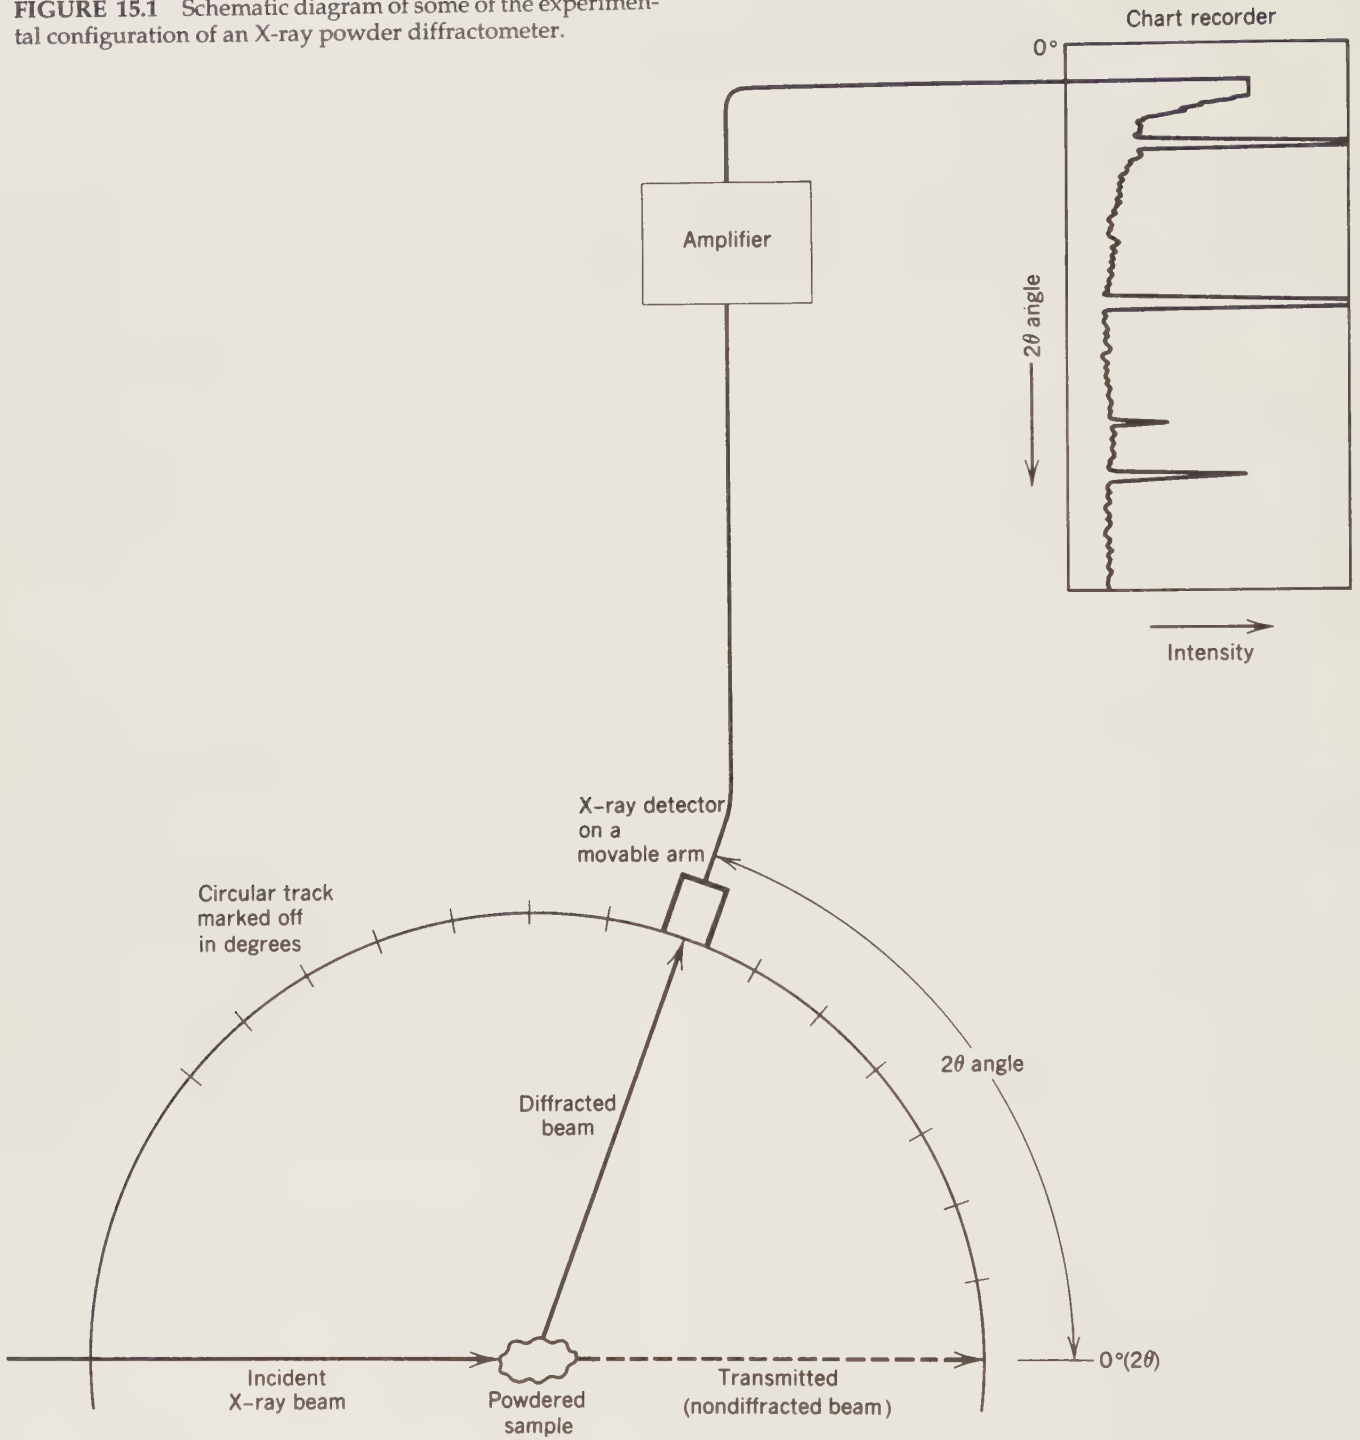 FIGURE 15.1 Schematic diagram of some of the experimen-
tal configuration of an X-ray powder diffractometer.
Chart recorder
0°
Amplifier
2θ angle
Intensity
X-ray detector
on a
movable arm
Circular track
marked off
in degrees
2θ angle
Diffracted
beam
0°(2θ)
Incident
X-ray beam
Powdered
sample
Transmitted
(nondiffracted beam)